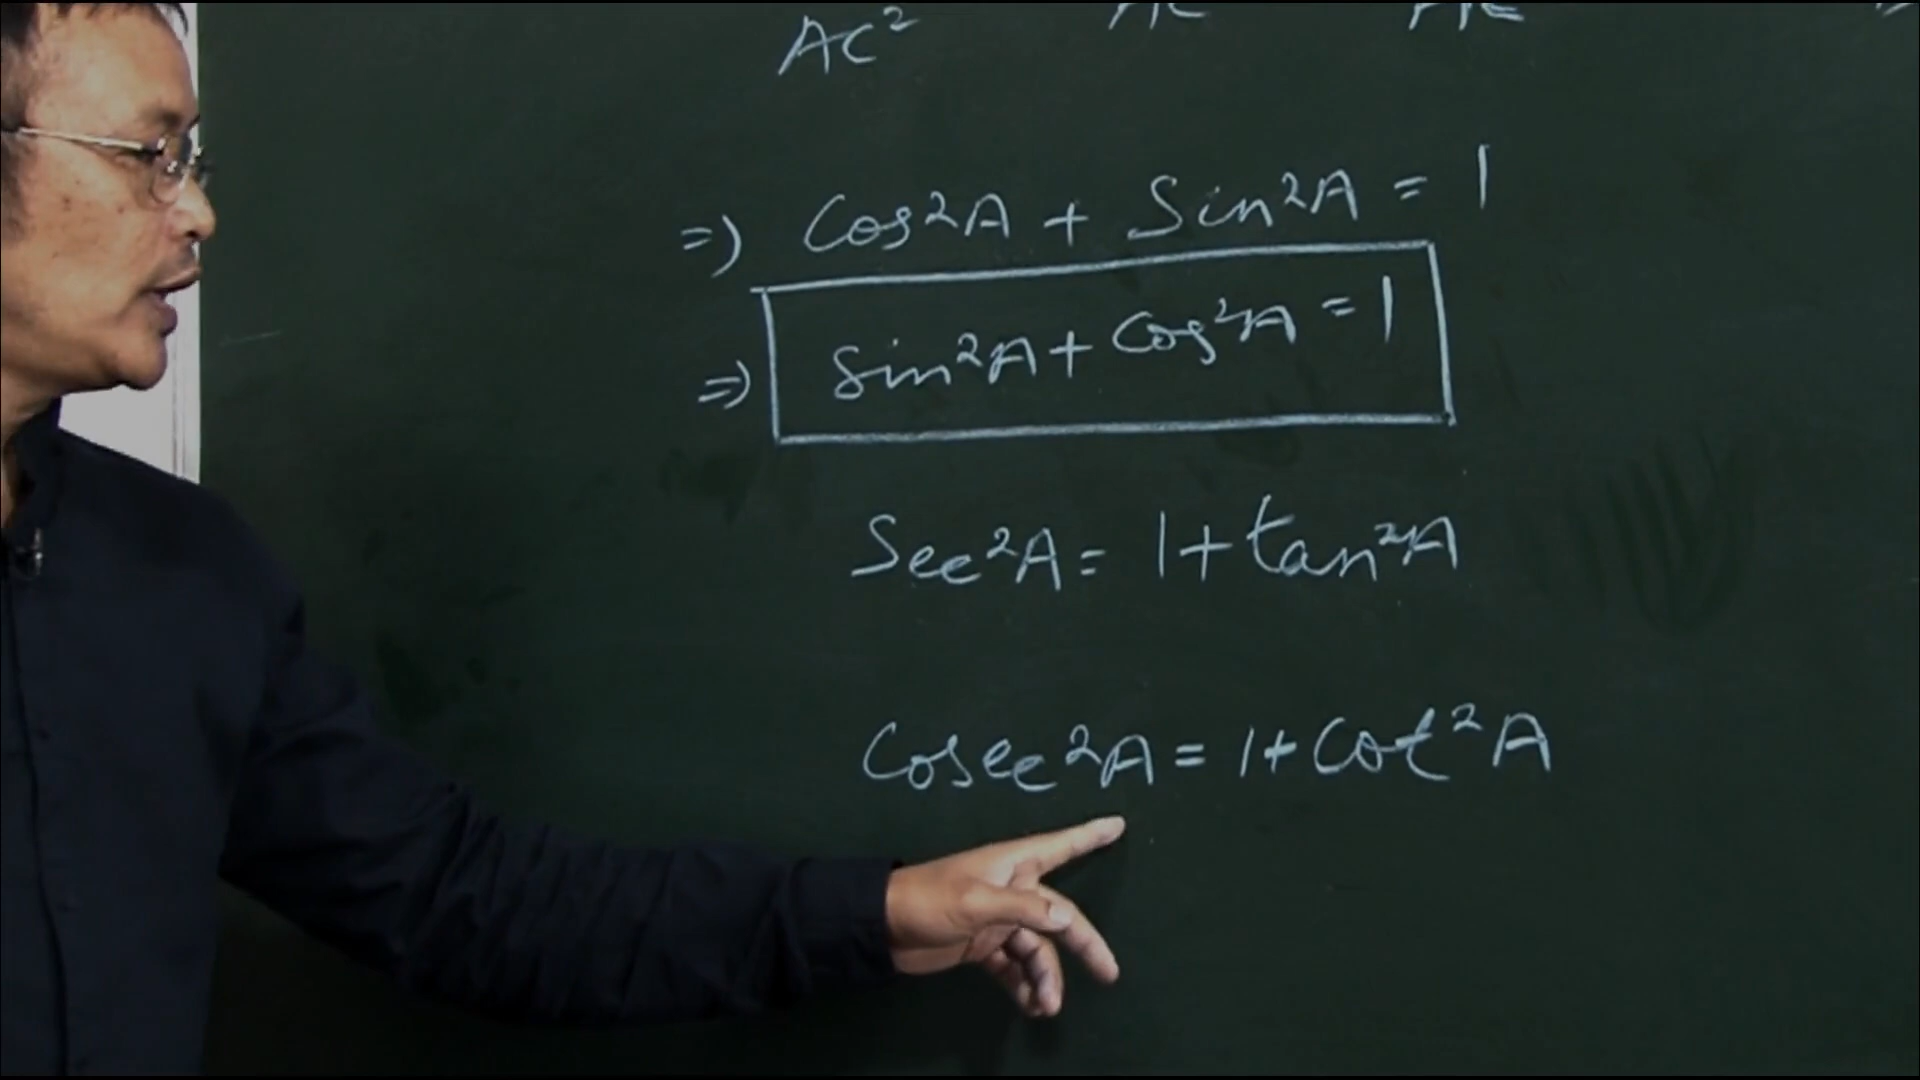 AC²
=) Cos²A + Sin²A = 1
=) Sin²A + Cos²A = 1
Sec²A = 1 + tan²A
Cosec²A = 1 + Cot²A